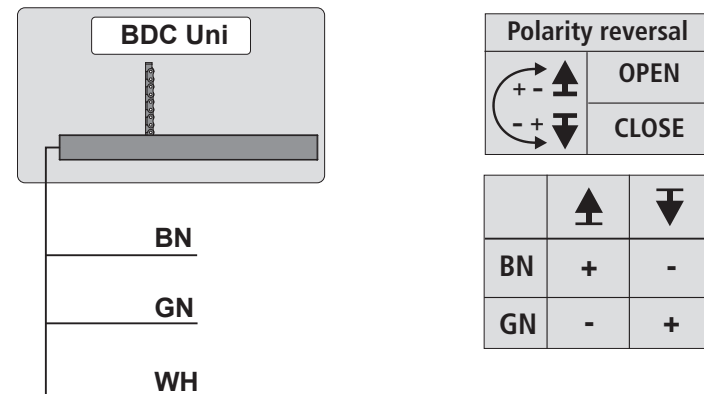 BDC Uni
BN
GN
WH
Polarity reversal
+ - OPEN
- + CLOSE
BN + -
GN - +